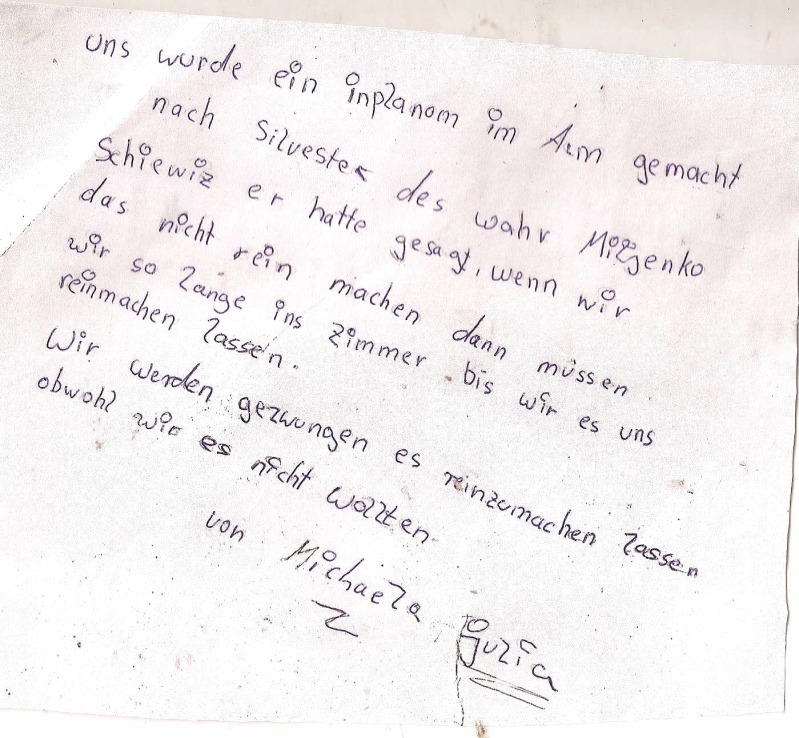 uns wurde ein inplanom im Arm gemacht
nach Silvester des wahr Miljenko
Schiewiz er hatte gesagt, wenn wir
das nicht rein machen dann müssen
wir so lange ins Zimmer bis wir es uns
reinmachen lassen.
Wir werden gezwungen es reinzumachen lassen
obwohl wir es nicht wollten
von Michaela
Juzia